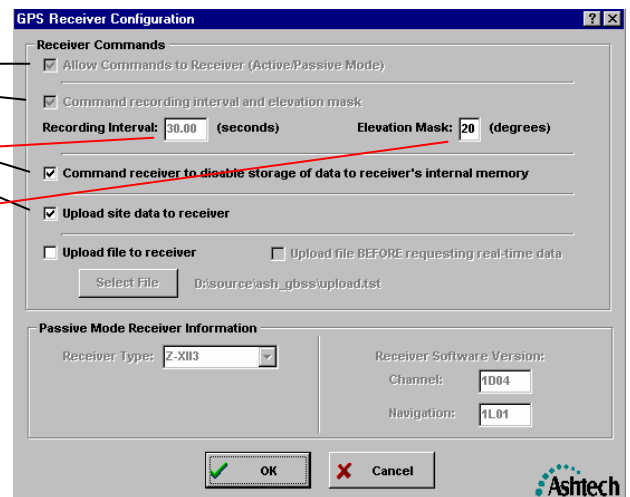 GPS Receiver Configuration
Receiver Commands
Allow Commands to Receiver (Active/Passive Mode)
Command recording interval and elevation mask
Recording Interval: 30.00 (seconds) Elevation Mask: 20 (degrees)
Command receiver to disable storage of data to receiver's internal memory
Upload site data to receiver
Upload file to receiver Upload file BEFORE requesting real-time data
Select File D:\source\ash_gbss\upload.tst
Passive Mode Receiver Information
Receiver Type: Z-XII3 Receiver Software Version:
Channel: 1D04
Navigation: 1L01
OK Cancel
Ashtech